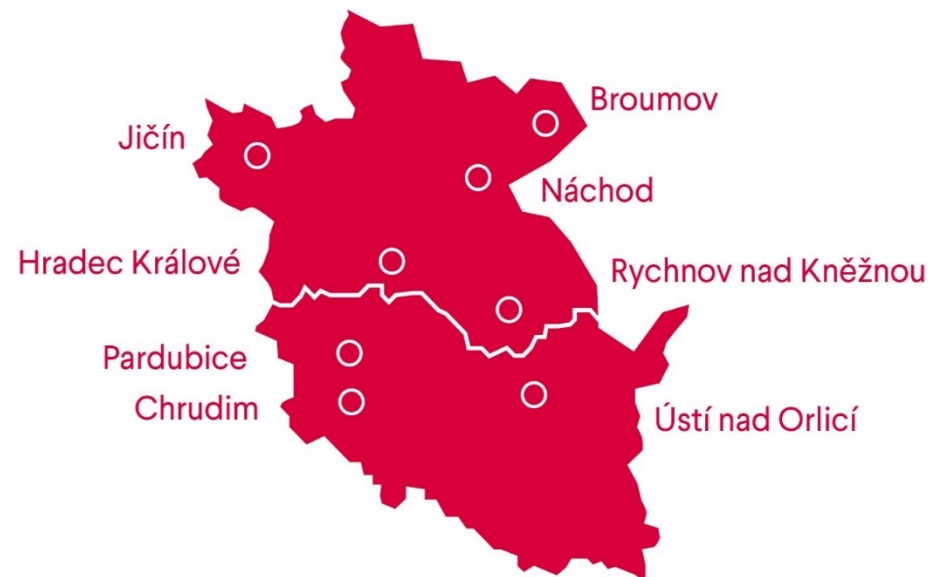 Broumov
Jičín
Náchod
Hradec Králové
Rychnov nad Kněžnou
Pardubice
Chrudim
Ústí nad Orlicí